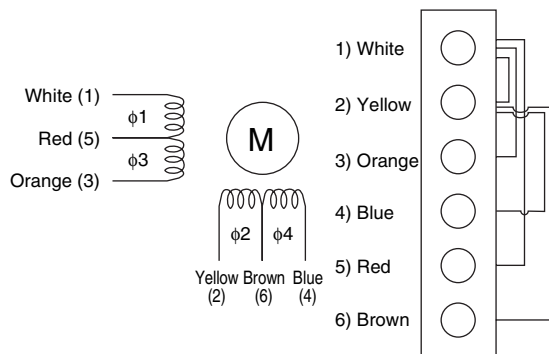 White (1)
ϕ1
Red (5)
ϕ3
Orange (3)
M
ϕ2
ϕ4
Yellow Brown Blue
(2) (6) (4)
1) White
2) Yellow
3) Orange
4) Blue
5) Red
6) Brown